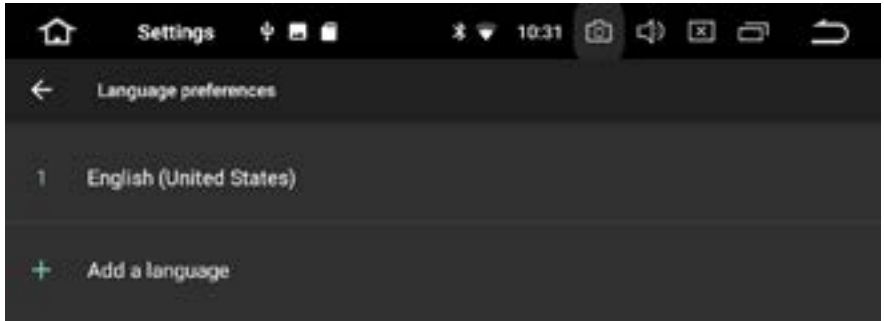 Settings 10:31
Language preferences
1 English (United States)
+ Add a language